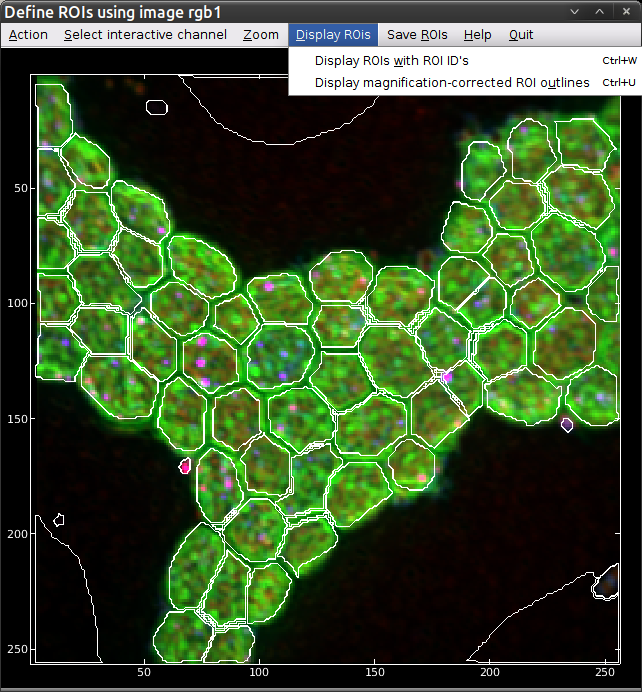 Define ROIs using image rgb1
Action Select interactive channel Zoom Display ROIs Save ROIs Help Quit
Display ROIs with ROI ID's Ctrl+W
Display magnification-corrected ROI outlines Ctrl+U
50
100
150
200
250
50 100 150 200 250